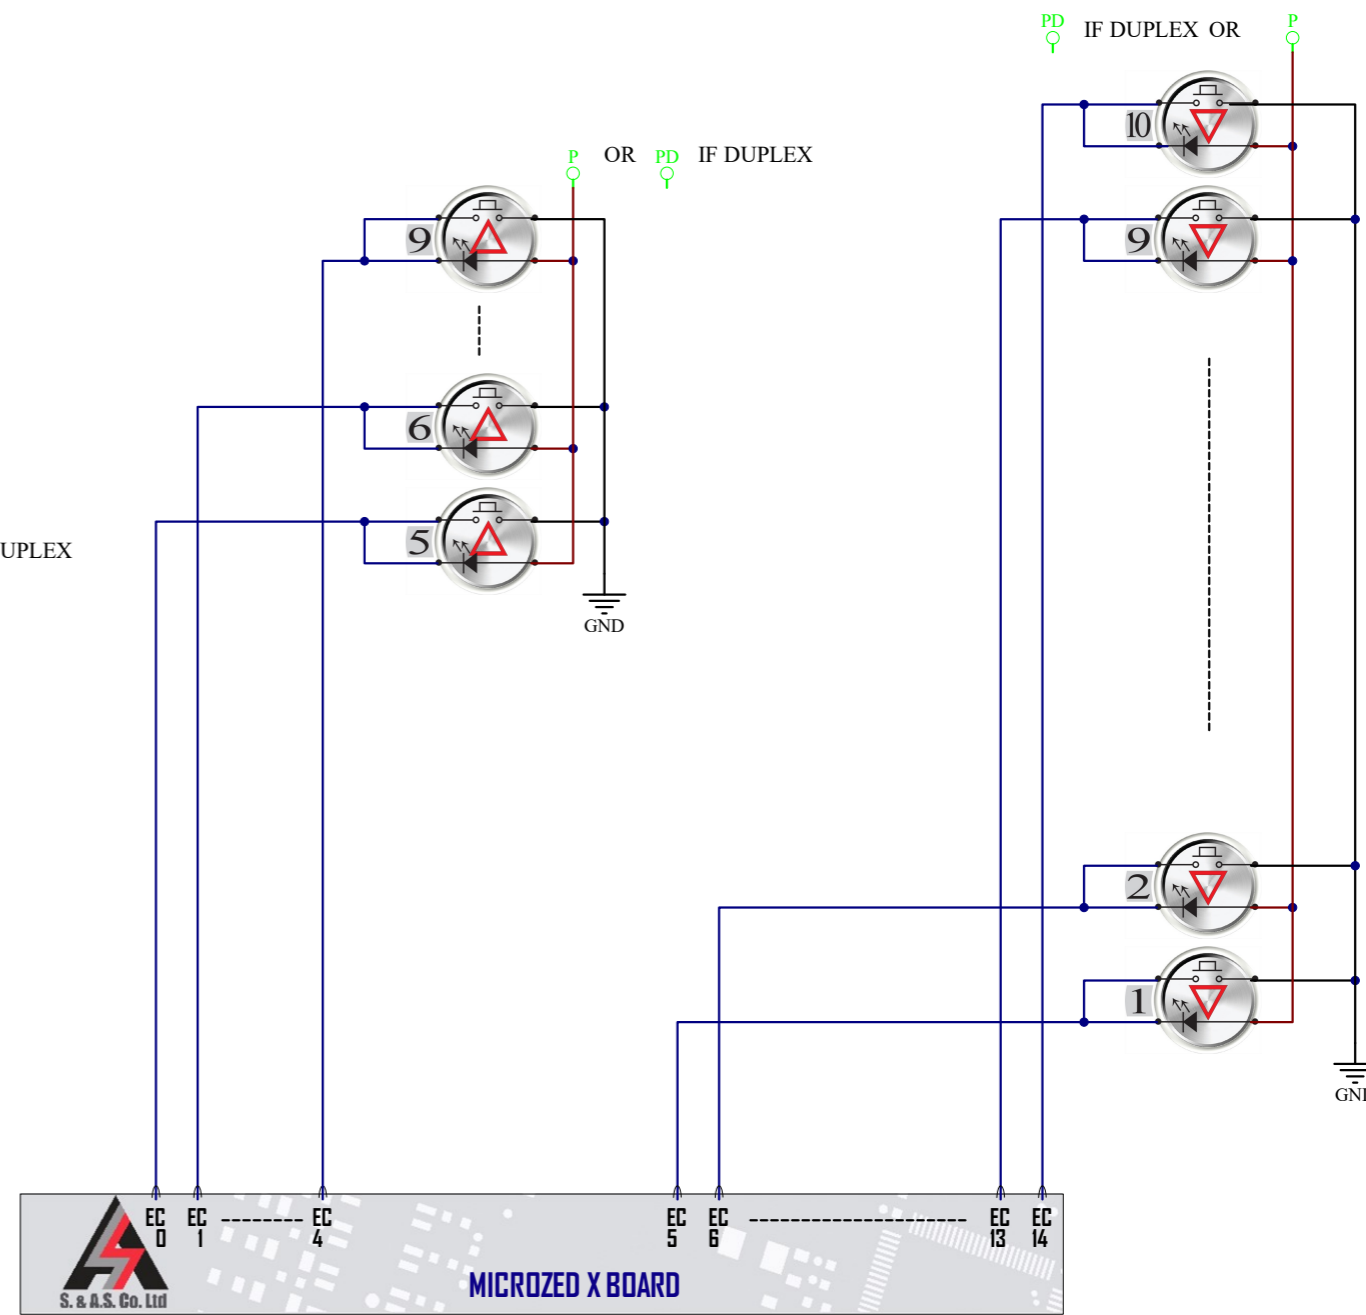 PD IF DUPLEX OR P
10
P OR PD IF DUPLEX
9 9
6
5
UPLEX
GND
2
1
GND
EC 0 EC 1 EC 4 EC 5 EC 6 EC 13 EC 14
MICROZED X BOARD
S. & A.S. Co. Ltd